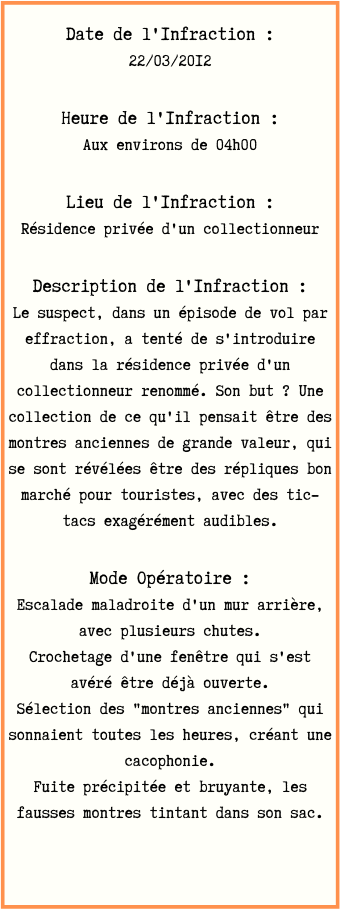 Date de l'Infraction :
22/03/2012
Heure de l'Infraction :
Aux environs de 04h00
Lieu de l'Infraction :
Résidence privée d'un collectionneur
Description de l'Infraction :
Le suspect, dans un épisode de vol par
effraction, a tenté de s'introduire
dans la résidence privée d'un
collectionneur renommé. Son but ? Une
collection de ce qu'il pensait être des
montres anciennes de grande valeur, qui
se sont révélées être des répliques bon
marché pour touristes, avec des tic-
tacs exagérément audibles.
Mode Opératoire :
Escalade maladroite d'un mur arrière,
avec plusieurs chutes.
Crochetage d'une fenêtre qui s'est
avéré être déjà ouverte.
Sélection des "montres anciennes" qui
sonnaient toutes les heures, créant une
cacophonie.
Fuite précipitée et bruyante, les
fausses montres tintant dans son sac.